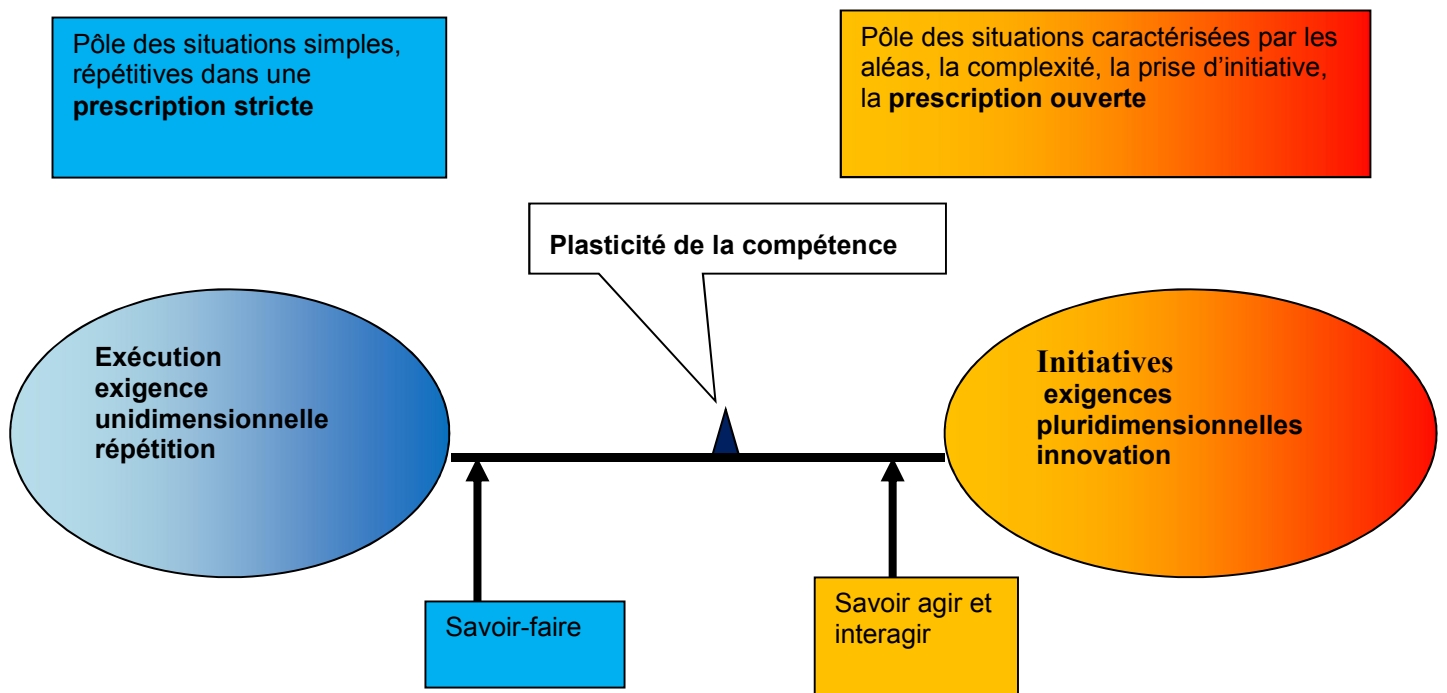 Pôle des situations simples,
répétitives dans une
prescription stricte
Pôle des situations caractérisées par les
aléas, la complexité, la prise d’initiative,
la prescription ouverte
Plasticité de la compétence
Exécution
exigence
unidimensionnelle
répétition
Initiatives
exigences
pluridimensionnelles
innovation
Savoir-faire
Savoir agir et
interagir